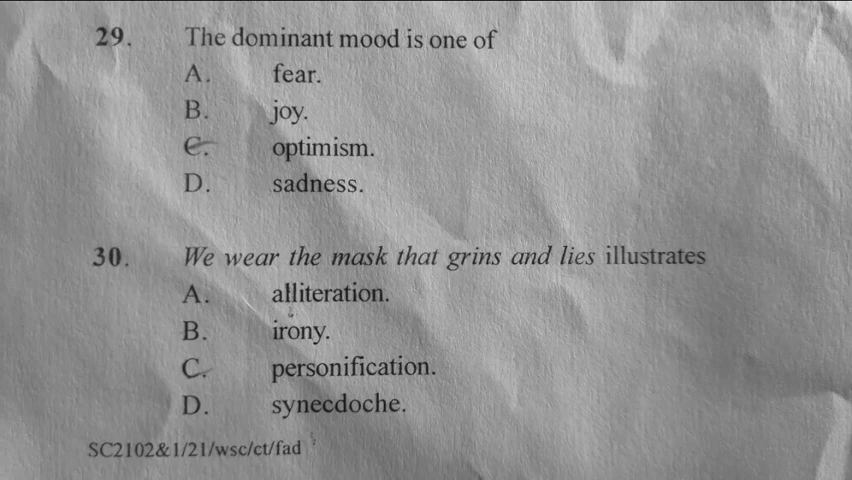 29. The dominant mood is one of
A. fear.
B. joy.
C. optimism.
D. sadness.
30. We wear the mask that grins and lies illustrates
A. alliteration.
B. irony.
C. personification.
D. synecdoche.
SC2102&1/21/wsc/ct/fad